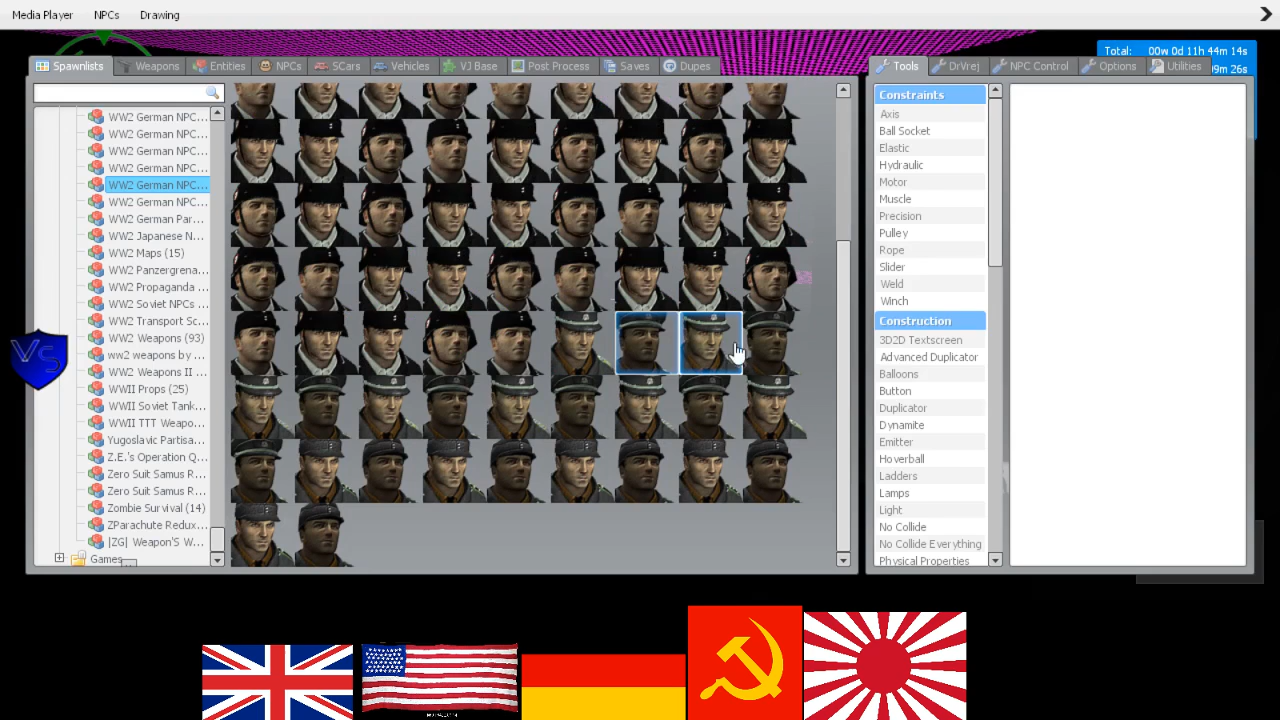 Media Player NPCs Drawing
Total: 00w 0d 11h 44m 14s
9m 26s
Spawnlists Weapons Entities NPCs SCars Vehicles VJ Base Post Process Saves Dupes
Tools DrVrej NPC Control Options Utilities
WW2 German NPC...
WW2 German NPC...
WW2 German NPC...
WW2 German NPC...
WW2 German NPC...
WW2 German NPC...
WW2 German Par...
WW2 Japanese N...
WW2 Maps (15)
WW2 Panzergrena...
WW2 Propaganda ...
WW2 Soviet NPCs ...
WW2 Transport Sc...
WW2 Weapons (93)
ww2 weapons by ...
WW2 Weapons II ...
WWII Props (25)
WWII Soviet Tank...
WWII TTT Weapo...
Yugoslavic Partisa...
Z.E.'s Operation Q...
Zero Suit Samus R...
Zero Suit Samus R...
Zombie Survival (14)
ZParachute Redux...
[ZG] Weapon'S W...
Games
VS
Constraints
Axis
Ball Socket
Elastic
Hydraulic
Motor
Muscle
Precision
Pulley
Rope
Slider
Weld
Winch
Construction
3D2D Textscreen
Advanced Duplicator
Balloons
Button
Duplicator
Dynamite
Emitter
Hoverball
Ladders
Lamps
Light
No Collide
No Collide Everything
Physical Properties